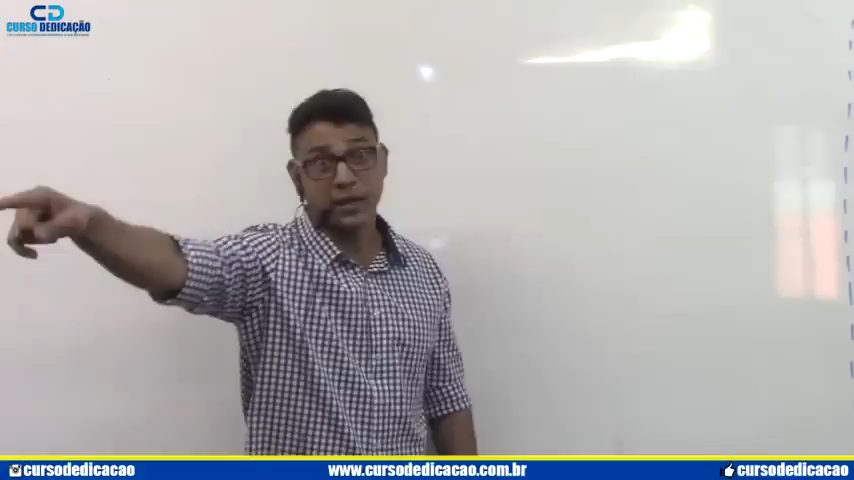 CD
CURSO DEDICAÇÃO
cursodedicacao
www.cursodedicacao.com.br
cursodedicacao